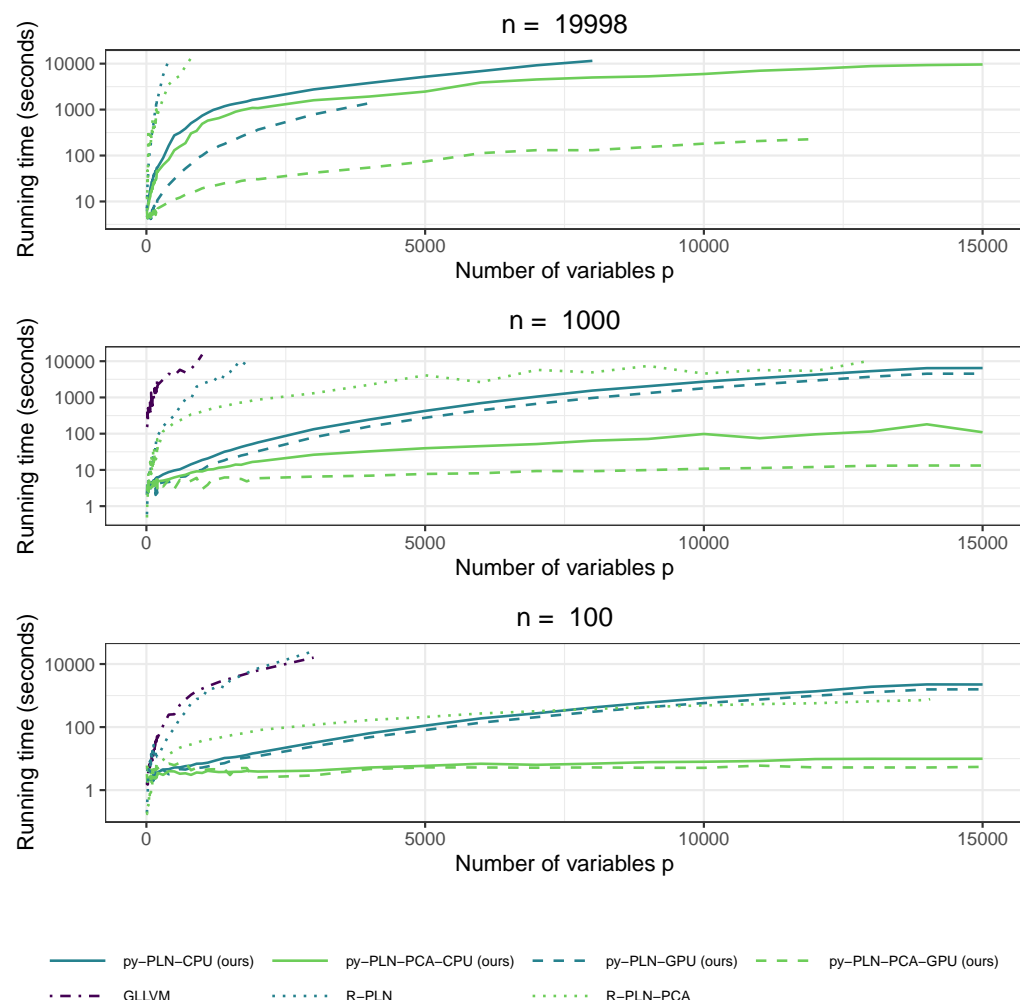 n =  19998
Running time (seconds)
10000
1000
100
10
0
5000
10000
15000
Number of variables p
n =  1000
Running time (seconds)
10000
1000
100
10
1
0
5000
10000
15000
Number of variables p
n =  100
Running time (seconds)
10000
100
1
0
5000
10000
15000
Number of variables p
py−PLN−CPU (ours) py−PLN−PCA−CPU (ours) py−PLN−GPU (ours) py−PLN−PCA−GPU (ours)
GLLVM R−PLN R−PLN−PCA